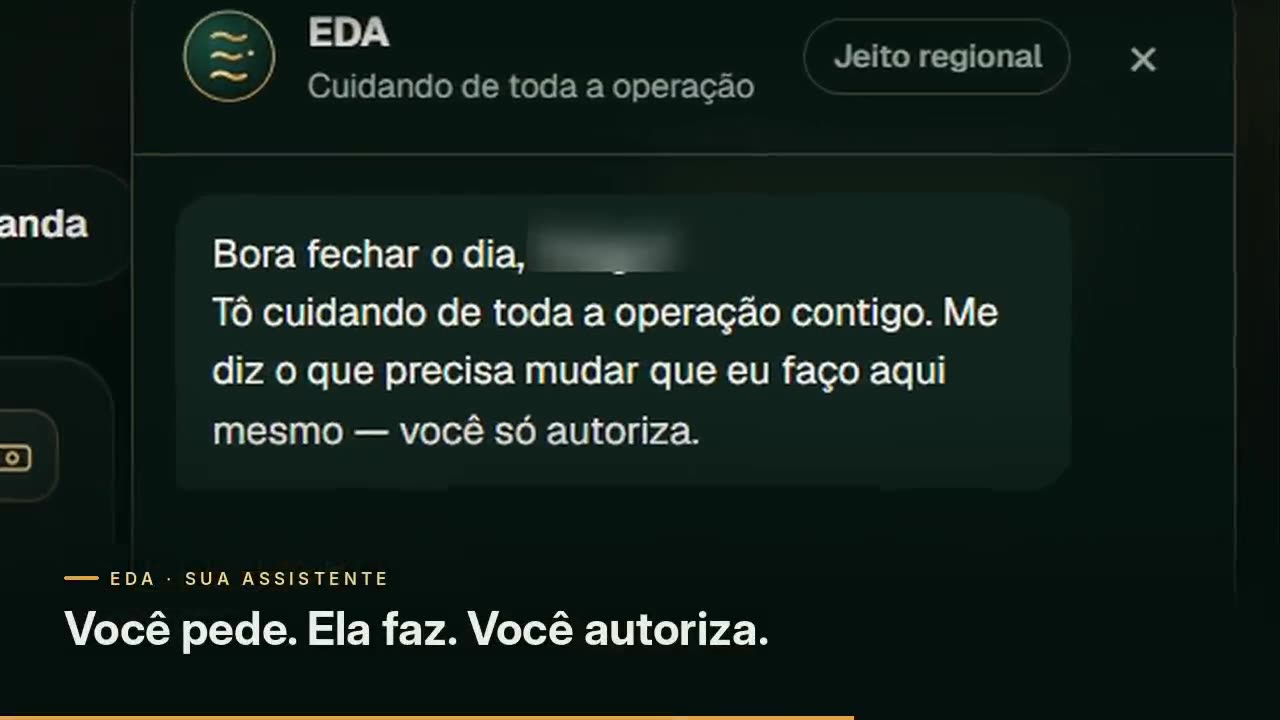 EDA
Cuidando de toda a operação
Jeito regional
anda
Bora fechar o dia,
Tô cuidando de toda a operação contigo. Me
diz o que precisa mudar que eu faço aqui
mesmo — você só autoriza.
EDA · SUA ASSISTENTE
Você pede. Ela faz. Você autoriza.